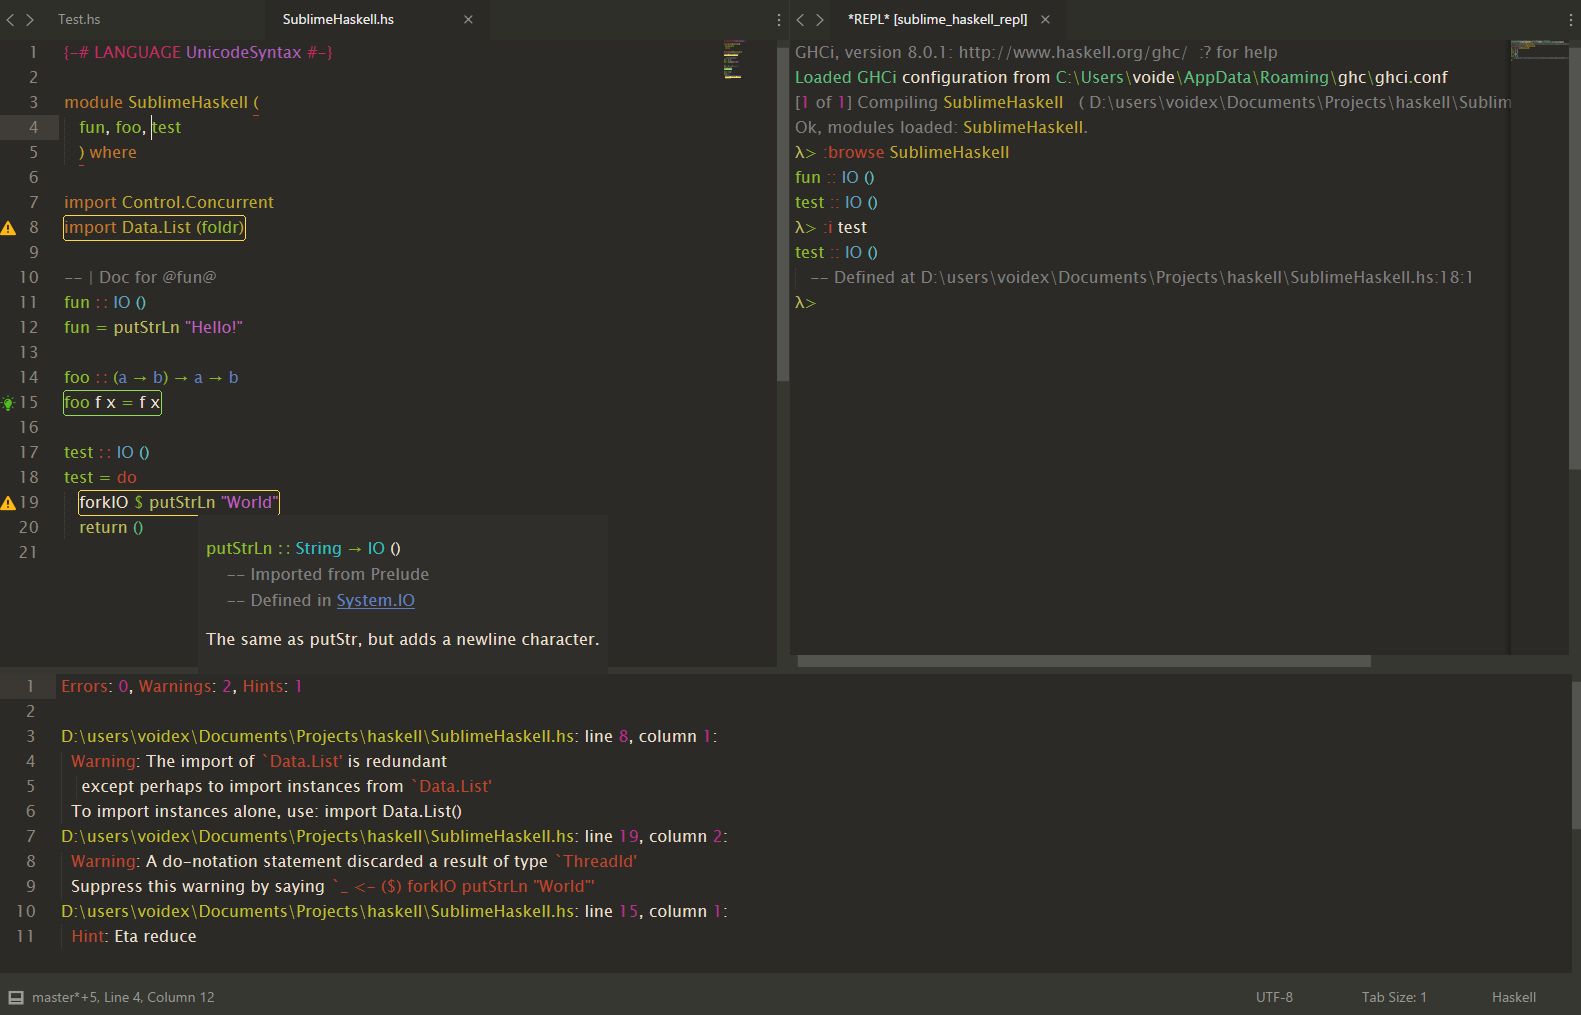 Test.hs
SublimeHaskell.hs ×
1 {-# LANGUAGE UnicodeSyntax #-}
2
3 module SublimeHaskell (
4 fun, foo, test
5 ) where
6
7 import Control.Concurrent
8 import Data.List (foldr)
9
10 -- | Doc for @fun@
11 fun :: IO ()
12 fun = putStrLn "Hello!"
13
14 foo :: (a → b) → a → b
15 foo f x = f x
16
17 test :: IO ()
18 test = do
19 forkIO $ putStrLn "World"
20 return ()
21
putStrLn :: String → IO ()
-- Imported from Prelude
-- Defined in System.IO
The same as putStr, but adds a newline character.
*REPL* [sublime_haskell_repl] ×
GHCi, version 8.0.1: http://www.haskell.org/ghc/ :? for help
Loaded GHCi configuration from C:\Users\voide\AppData\Roaming\ghc\ghci.conf
[1 of 1] Compiling SublimeHaskell ( D:\users\voidex\Documents\Projects\haskell\Sublim
Ok, modules loaded: SublimeHaskell.
λ> :browse SublimeHaskell
fun :: IO ()
test :: IO ()
λ> :i test
test :: IO ()
-- Defined at D:\users\voidex\Documents\Projects\haskell\SublimeHaskell.hs:18:1
λ>
1 Errors: 0, Warnings: 2, Hints: 1
2
3 D:\users\voidex\Documents\Projects\haskell\SublimeHaskell.hs: line 8, column 1:
4 Warning: The import of `Data.List' is redundant
5 except perhaps to import instances from `Data.List'
6 To import instances alone, use: import Data.List()
7 D:\users\voidex\Documents\Projects\haskell\SublimeHaskell.hs: line 19, column 2:
8 Warning: A do-notation statement discarded a result of type `ThreadId'
9 Suppress this warning by saying `_ <- ($) forkIO putStrLn "World"'
10 D:\users\voidex\Documents\Projects\haskell\SublimeHaskell.hs: line 15, column 1:
11 Hint: Eta reduce
master*+5, Line 4, Column 12
UTF-8
Tab Size: 1
Haskell